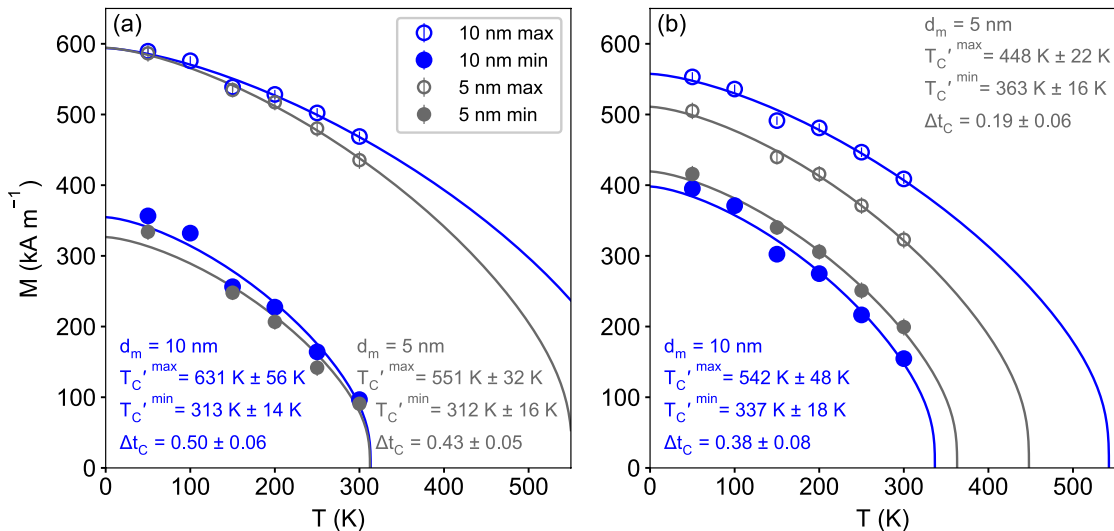 (a)
10 nm max
10 nm min
5 nm max
5 nm min
600
500
400
300
200
100
0
M (kA m⁻¹)
d_m = 10 nm
T_C′ ᵐᵃˣ = 631 K ± 56 K
T_C′ ᵐⁱⁿ = 313 K ± 14 K
Δt_C = 0.50 ± 0.06
d_m = 5 nm
T_C′ ᵐᵃˣ = 551 K ± 32 K
T_C′ ᵐⁱⁿ = 312 K ± 16 K
Δt_C = 0.43 ± 0.05
0 100 200 300 400 500
T (K)
(b)
d_m = 5 nm
T_C′ ᵐᵃˣ = 448 K ± 22 K
T_C′ ᵐⁱⁿ = 363 K ± 16 K
Δt_C = 0.19 ± 0.06
600
500
400
300
200
100
0
d_m = 10 nm
T_C′ ᵐᵃˣ = 542 K ± 48 K
T_C′ ᵐⁱⁿ = 337 K ± 18 K
Δt_C = 0.38 ± 0.08
0 100 200 300 400 500
T (K)